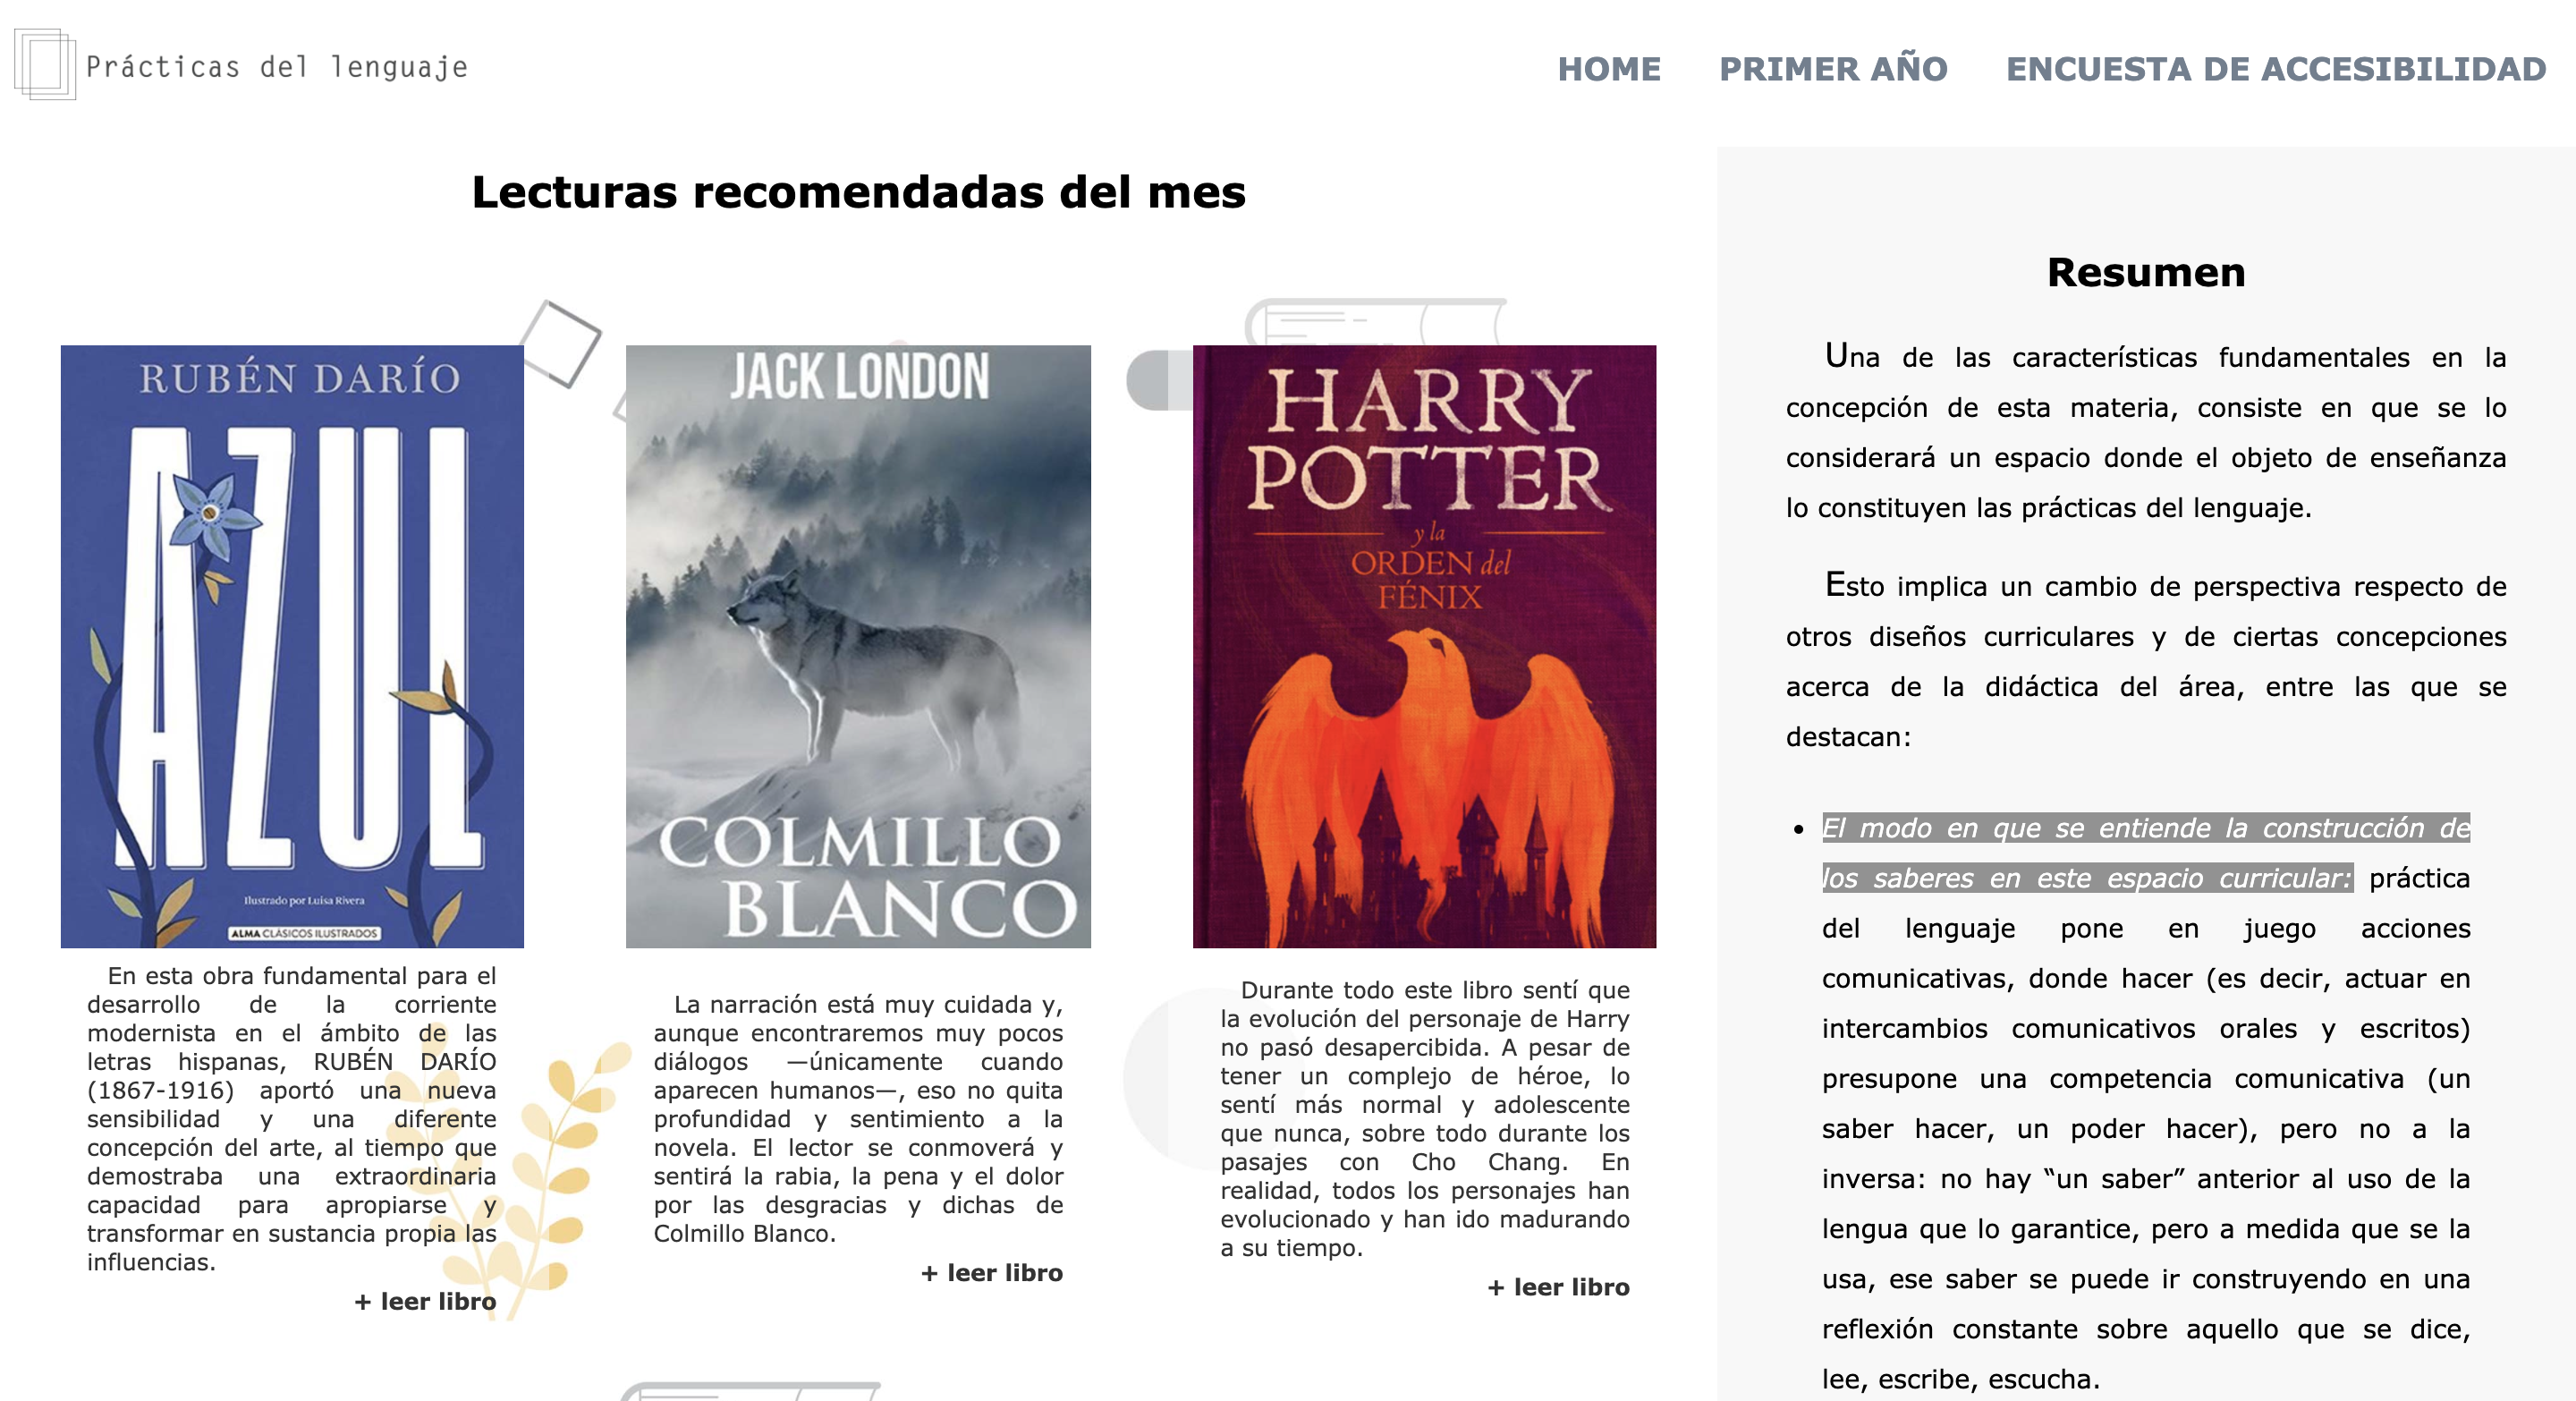 Prácticas del lenguaje
HOME
PRIMER AÑO
ENCUESTA DE ACCESIBILIDAD
Lecturas recomendadas del mes
RUBÉN DARÍO
AZUL
Ilustrado por Luisa Rivera
ALMA CLÁSICOS ILUSTRADOS
En esta obra fundamental para el
desarrollo de la corriente
modernista en el ámbito de las
letras hispanas, RUBÉN DARÍO
(1867-1916) aportó una nueva
sensibilidad y una diferente
concepción del arte, al tiempo que
demostraba una extraordinaria
capacidad para apropiarse y
transformar en sustancia propia las
influencias.
+ leer libro
JACK LONDON
COLMILLO
BLANCO
La narración está muy cuidada y,
aunque encontraremos muy pocos
diálogos —únicamente cuando
aparecen humanos—, eso no quita
profundidad y sentimiento a la
novela. El lector se conmoverá y
sentirá la rabia, la pena y el dolor
por las desgracias y dichas de
Colmillo Blanco.
+ leer libro
HARRY
POTTER
y la
ORDEN del
FÉNIX
Durante todo este libro sentí que
la evolución del personaje de Harry
no pasó desapercibida. A pesar de
tener un complejo de héroe, lo
sentí más normal y adolescente
que nunca, sobre todo durante los
pasajes con Cho Chang. En
realidad, todos los personajes han
evolucionado y han ido madurando
a su tiempo.
+ leer libro
Resumen
Una de las características fundamentales en la
concepción de esta materia, consiste en que se lo
considerará un espacio donde el objeto de enseñanza
lo constituyen las prácticas del lenguaje.
Esto implica un cambio de perspectiva respecto de
otros diseños curriculares y de ciertas concepciones
acerca de la didáctica del área, entre las que se
destacan:
• El modo en que se entiende la construcción de
los saberes en este espacio curricular: práctica
del lenguaje pone en juego acciones
comunicativas, donde hacer (es decir, actuar en
intercambios comunicativos orales y escritos)
presupone una competencia comunicativa (un
saber hacer, un poder hacer), pero no a la
inversa: no hay “un saber” anterior al uso de la
lengua que lo garantice, pero a medida que se la
usa, ese saber se puede ir construyendo en una
reflexión constante sobre aquello que se dice,
lee, escribe, escucha.